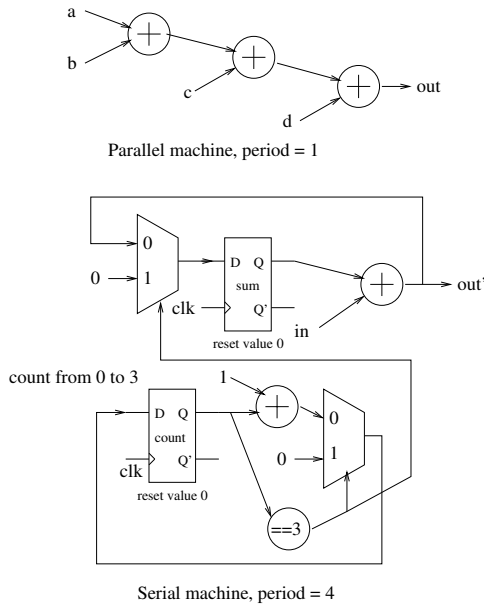 a
+
b
+
c
+
out
d
Parallel machine, period = 1
0
0
1
D Q
sum
Q'
clk
+
out'
in
reset value 0
count from 0 to 3
1
+
0
D Q
count
Q'
clk
0
1
reset value 0
==3
Serial machine, period = 4